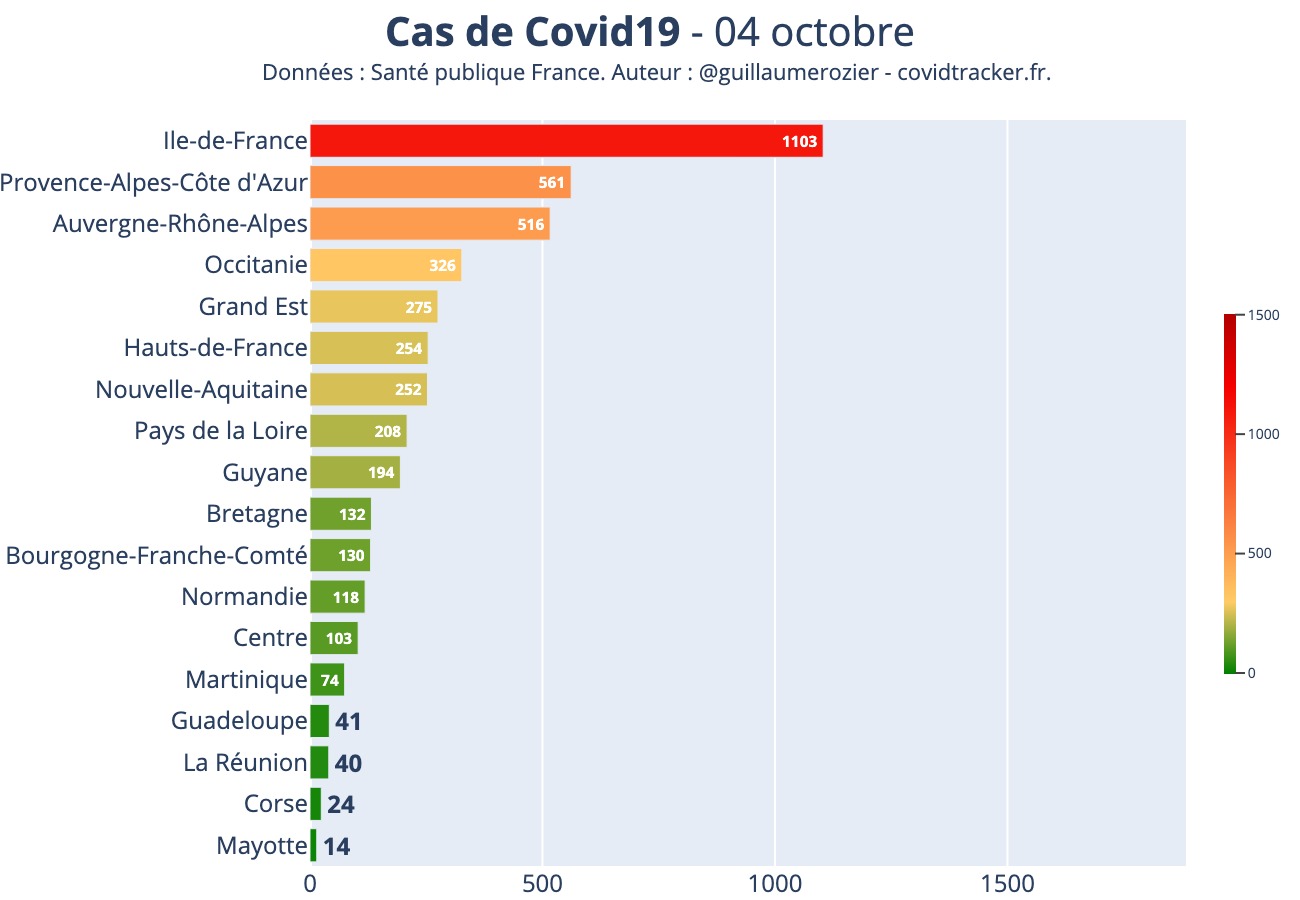 Cas de Covid19 - 04 octobre
Données : Santé publique France. Auteur : @guillaumerozier - covidtracker.fr.
Ile-de-France 1103
Provence-Alpes-Côte d'Azur 561
Auvergne-Rhône-Alpes 516
Occitanie 326
Grand Est 275
Hauts-de-France 254
Nouvelle-Aquitaine 252
Pays de la Loire 208
Guyane 194
Bretagne 132
Bourgogne-Franche-Comté 130
Normandie 118
Centre 103
Martinique 74
Guadeloupe 41
La Réunion 40
Corse 24
Mayotte 14
0 500 1000 1500
1500
1000
500
0